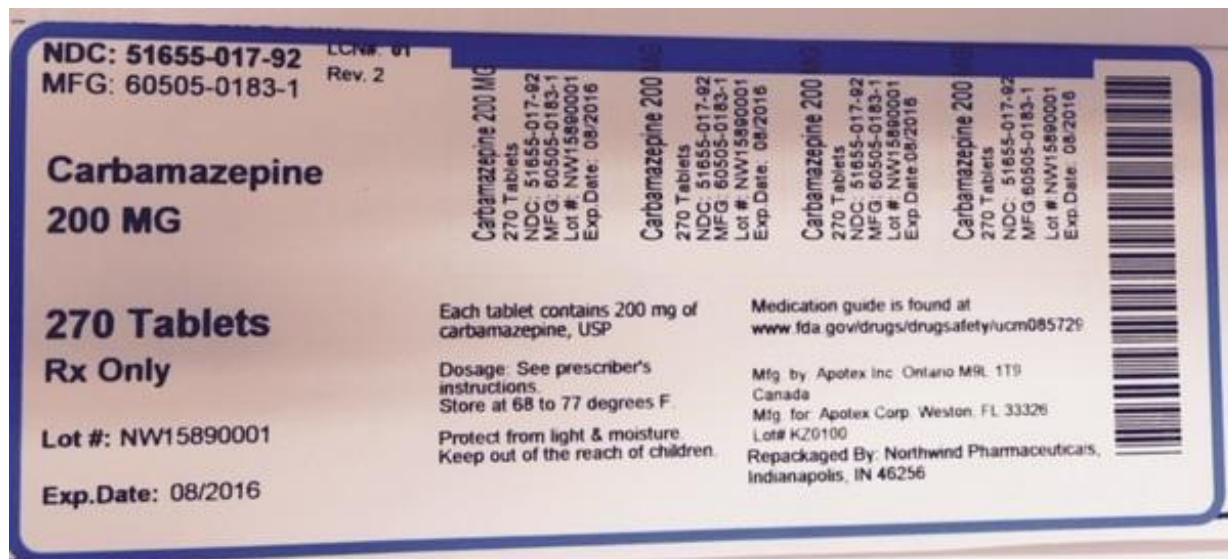 NDC: 51655-017-92
MFG: 60505-0183-1
LCN#: 01
Rev. 2
Carbamazepine
200 MG
270 Tablets
Rx Only
Lot #: NW15890001
Exp.Date: 08/2016
Carbamazepine 200 MG
270 Tablets
NDC: 51655-017-92
MFG: 60505-0183-1
Lot #: NW15890001
Exp.Date: 08/2016
Carbamazepine 200 MG
270 Tablets
NDC: 51655-017-92
MFG: 60505-0183-1
Lot #: NW15890001
Exp.Date: 08/2016
Carbamazepine 200 MG
270 Tablets
NDC: 51655-017-92
MFG: 60505-0183-1
Lot #: NW15890001
Exp.Date:08/2016
Carbamazepine 200
270 Tablets
NDC: 51655-017-92
MFG:60505-0183-1
Lot #:NW15890001
Exp.Date: 08/2016
Each tablet contains 200 mg of
carbamazepine, USP
Dosage: See prescriber's
instructions.
Store at 68 to 77 degrees F.
Protect from light & moisture.
Keep out of the reach of children.
Medication guide is found at
www.fda.gov/drugs/drugsafety/ucm085729
Mfg by Apotex Inc Ontario M9L 1T9
Canada
Mfg for Apotex Corp. Weston, FL 33326
Lot# KZ0100
Repackaged By: Northwind Pharmaceuticals,
Indianapolis, IN 46256